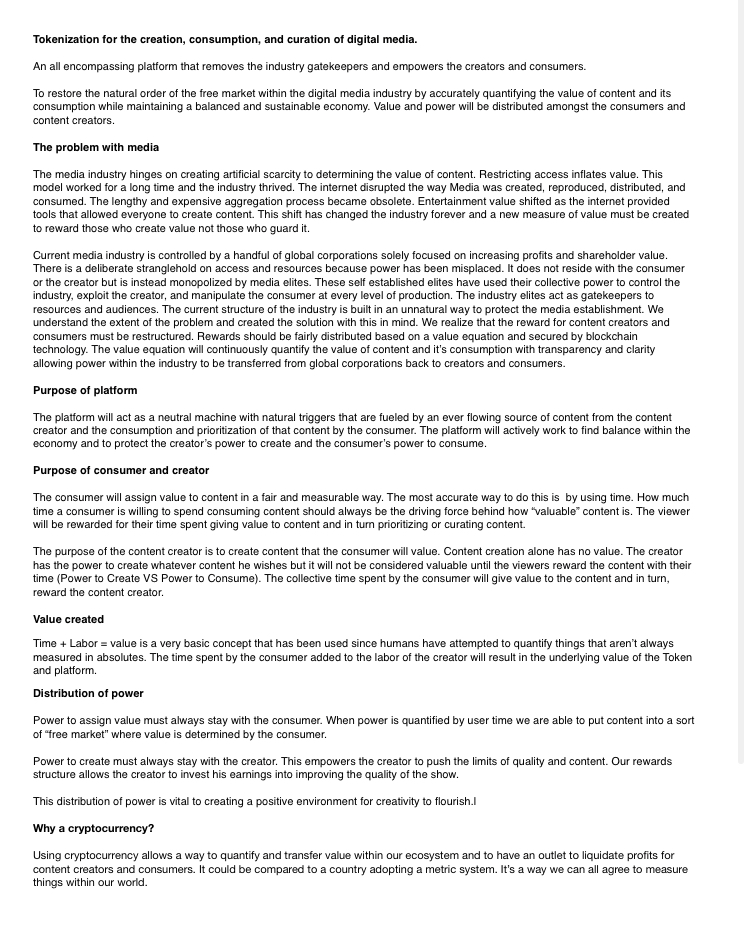 Tokenization for the creation, consumption, and curation of digital media.
An all encompassing platform that removes the industry gatekeepers and empowers the creators and consumers.
To restore the natural order of the free market within the digital media industry by accurately quantifying the value of content and its
consumption while maintaining a balanced and sustainable economy. Value and power will be distributed amongst the consumers and
content creators.
The problem with media
The media industry hinges on creating artificial scarcity to determining the value of content. Restricting access inflates value. This
model worked for a long time and the industry thrived. The internet disrupted the way Media was created, reproduced, distributed, and
consumed. The lengthy and expensive aggregation process became obsolete. Entertainment value shifted as the internet provided
tools that allowed everyone to create content. This shift has changed the industry forever and a new measure of value must be created
to reward those who create value not those who guard it.
Current media industry is controlled by a handful of global corporations solely focused on increasing profits and shareholder value.
There is a deliberate stranglehold on access and resources because power has been misplaced. It does not reside with the consumer
or the creator but is instead monopolized by media elites. These self established elites have used their collective power to control the
industry, exploit the creator, and manipulate the consumer at every level of production. The industry elites act as gatekeepers to
resources and audiences. The current structure of the industry is built in an unnatural way to protect the media establishment. We
understand the extent of the problem and created the solution with this in mind. We realize that the reward for content creators and
consumers must be restructured. Rewards should be fairly distributed based on a value equation and secured by blockchain
technology. The value equation will continuously quantify the value of content and it's consumption with transparency and clarity
allowing power within the industry to be transferred from global corporations back to creators and consumers.
Purpose of platform
The platform will act as a neutral machine with natural triggers that are fueled by an ever flowing source of content from the content
creator and the consumption and prioritization of that content by the consumer. The platform will actively work to find balance within the
economy and to protect the creator's power to create and the consumer's power to consume.
Purpose of consumer and creator
The consumer will assign value to content in a fair and measurable way. The most accurate way to do this is  by using time. How much
time a consumer is willing to spend consuming content should always be the driving force behind how “valuable” content is. The viewer
will be rewarded for their time spent giving value to content and in turn prioritizing or curating content.
The purpose of the content creator is to create content that the consumer will value. Content creation alone has no value. The creator
has the power to create whatever content he wishes but it will not be considered valuable until the viewers reward the content with their
time (Power to Create VS Power to Consume). The collective time spent by the consumer will give value to the content and in turn,
reward the content creator.
Value created
Time + Labor = value is a very basic concept that has been used since humans have attempted to quantify things that aren't always
measured in absolutes. The time spent by the consumer added to the labor of the creator will result in the underlying value of the Token
and platform.
Distribution of power
Power to assign value must always stay with the consumer. When power is quantified by user time we are able to put content into a sort
of “free market” where value is determined by the consumer.
Power to create must always stay with the creator. This empowers the creator to push the limits of quality and content. Our rewards
structure allows the creator to invest his earnings into improving the quality of the show.
This distribution of power is vital to creating a positive environment for creativity to flourish.l
Why a cryptocurrency?
Using cryptocurrency allows a way to quantify and transfer value within our ecosystem and to have an outlet to liquidate profits for
content creators and consumers. It could be compared to a country adopting a metric system. It's a way we can all agree to measure
things within our world.